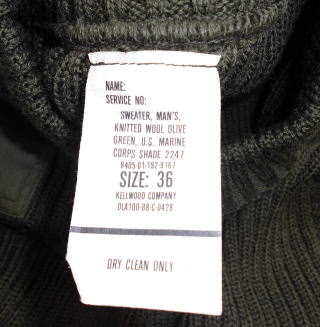 NAME:
SERVICE NO:
SWEATER, MAN'S,
KNITTED WOOL OLIVE
GREEN, U.S. MARINE
CORPS SHADE 2247
8405-01-192-9167
SIZE: 36
KELLWOOD COMPANY
DLA100-88-C-0428
DRY CLEAN ONLY